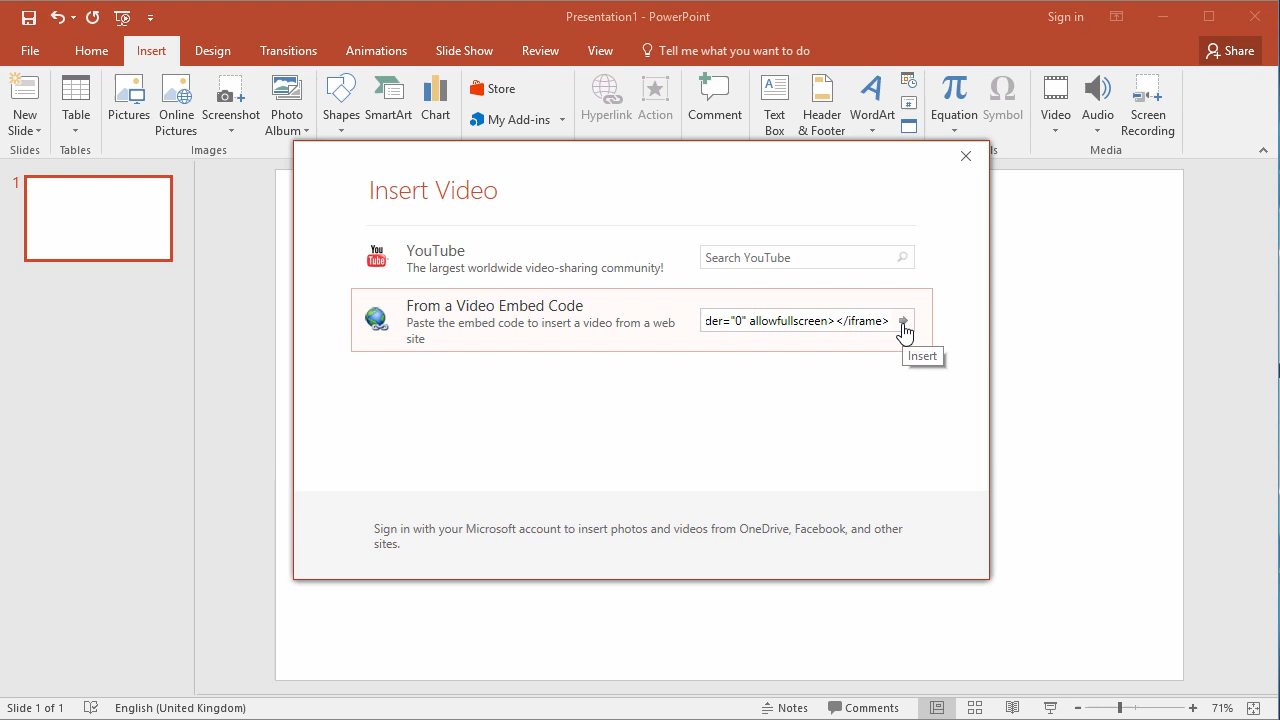 Presentation1 - PowerPoint
Sign in
File Home Insert Design Transitions Animations Slide Show Review View Tell me what you want to do Share
New Slide
Table
Pictures
Online Pictures
Screenshot
Photo Album
Shapes
SmartArt
Chart
Store
My Add-ins
Hyperlink
Action
Comment
Text Box
Header & Footer
WordArt
Equation
Symbol
Video
Audio
Screen Recording
Slides
Tables
Images
ls
Media
1
Insert Video
You Tube
YouTube
The largest worldwide video-sharing community!
Search YouTube
From a Video Embed Code
Paste the embed code to insert a video from a web
site
der="0" allowfullscreen></iframe>
Insert
Sign in with your Microsoft account to insert photos and videos from OneDrive, Facebook, and other
sites.
Slide 1 of 1 English (United Kingdom) Notes Comments 71%